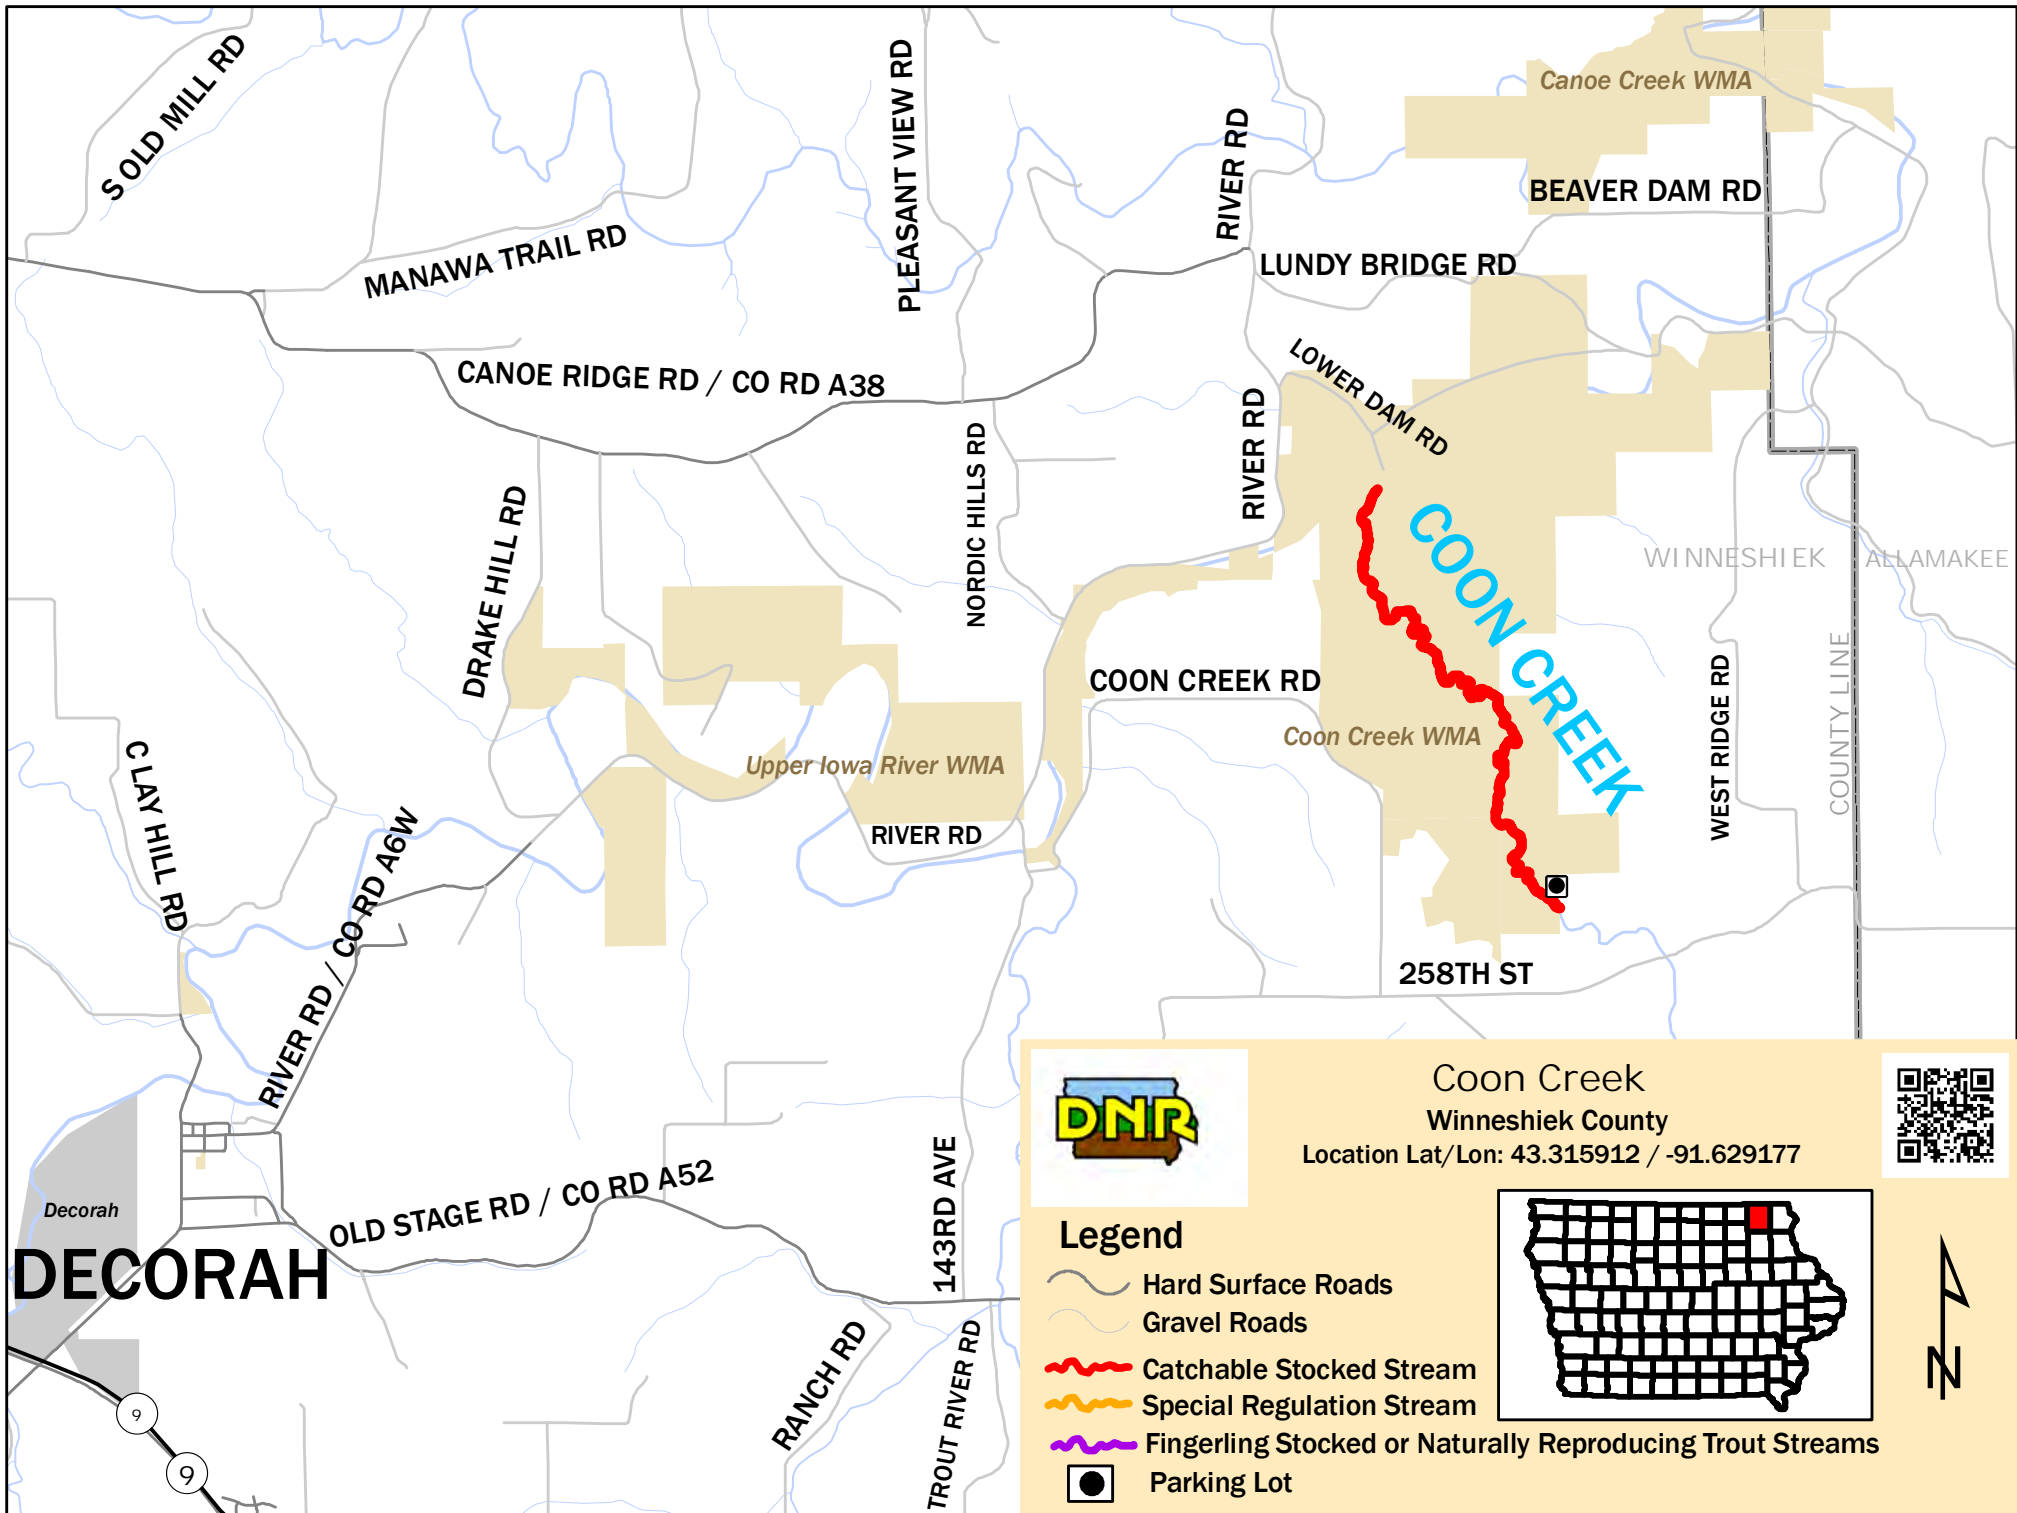 S OLD MILL RD
PLEASANT VIEW RD
Canoe Creek WMA
RIVER RD
BEAVER DAM RD
MANAWA TRAIL RD
LUNDY BRIDGE RD
LOWER DAM RD
CANOE RIDGE RD / CO RD A38
NORDIC HILLS RD
RIVER RD
DRAKE HILL RD
COON CREEK
WINNESHIEK
ALLAMAKEE
COON CREEK RD
Coon Creek WMA
WEST RIDGE RD
COUNTY LINE
Upper Iowa River WMA
C LAY HILL RD
RIVER RD / CO RD A6W
RIVER RD
258TH ST
Decorah
DECORAH
OLD STAGE RD / CO RD A52
143RD AVE
RANCH RD
TROUT RIVER RD
9
9
DNR
Coon Creek
Winneshiek County
Location Lat/Lon: 43.315912 / -91.629177
Legend
Hard Surface Roads
Gravel Roads
Catchable Stocked Stream
Special Regulation Stream
Fingerling Stocked or Naturally Reproducing Trout Streams
Parking Lot
N